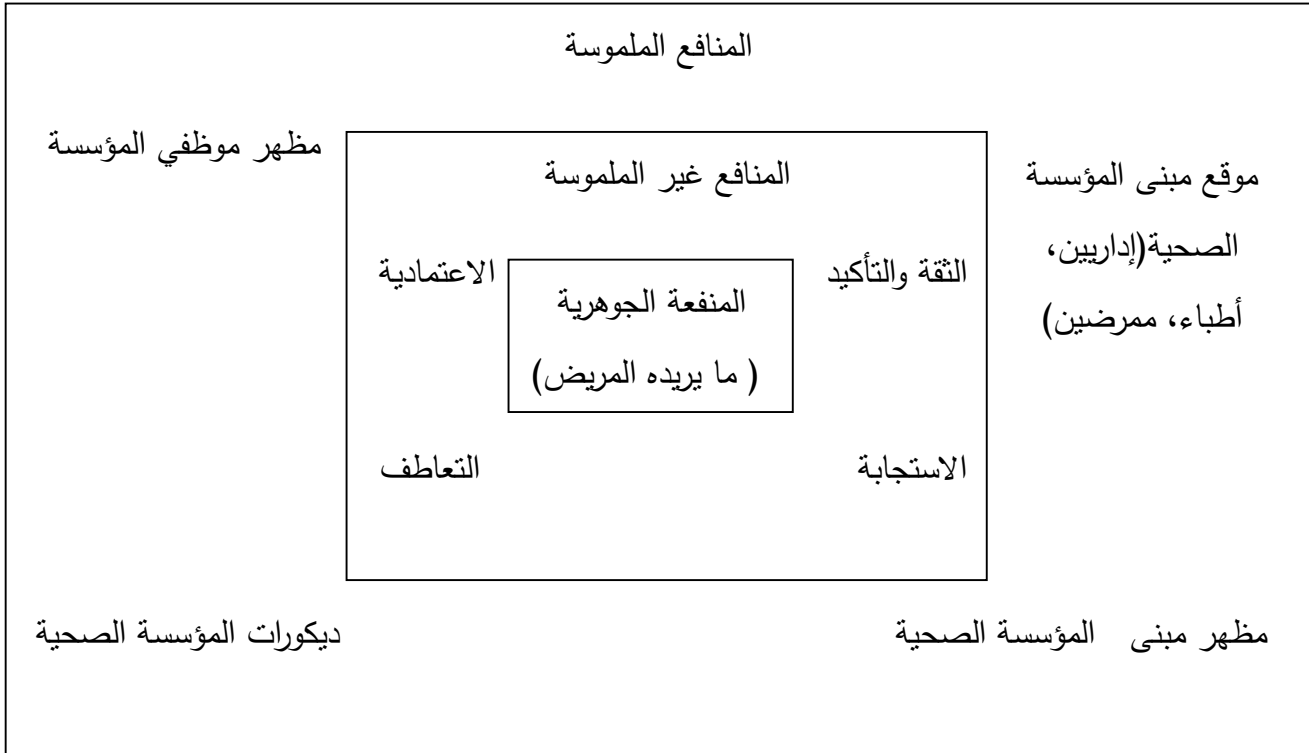 المنافع الملموسة
موقع مبنى المؤسسة
الصحية(إداريين،
أطباء، ممرضين)
مظهر موظفي المؤسسة
المنافع غير الملموسة
الثقة والتأكيد
الاعتمادية
المنفعة الجوهرية
( ما يريده المريض)
الاستجابة
التعاطف
مظهر مبنى المؤسسة الصحية
ديكورات المؤسسة الصحية